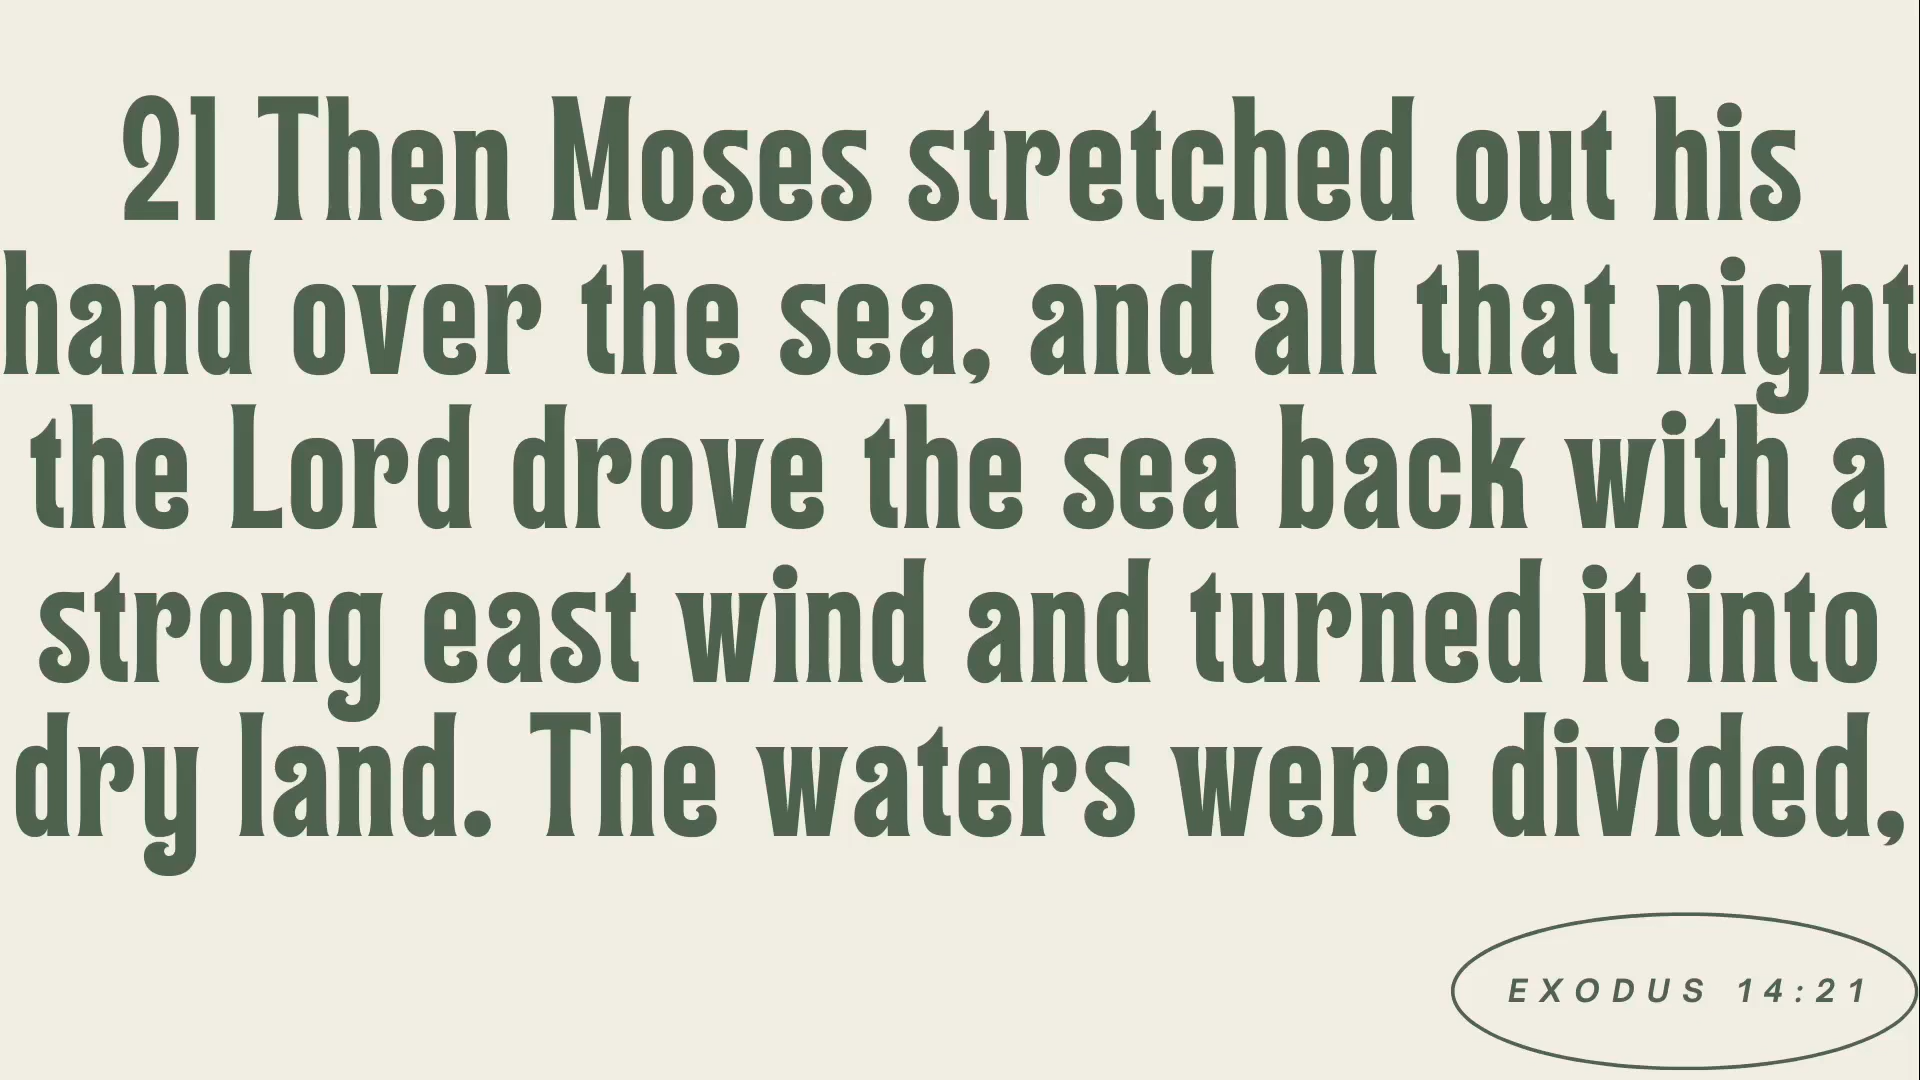 21 Then Moses stretched out his
hand over the sea, and all that night
the Lord drove the sea back with a
strong east wind and turned it into
dry land. The waters were divided,
EXODUS 14:21